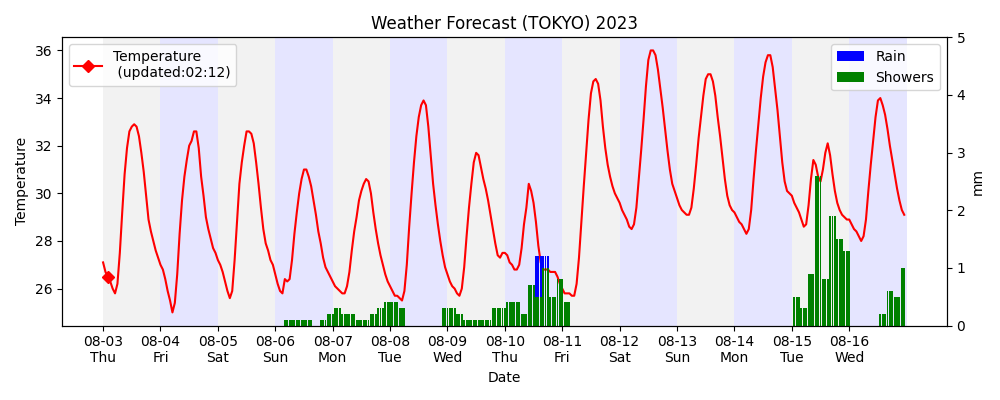 Weather Forecast (TOKYO) 2023
Temperature
(updated:02:12)
Rain
Showers
Temperature
36
34
32
30
28
26
mm
5
4
3
2
1
0
08-03 08-04 08-05 08-06 08-07 08-08 08-09 08-10 08-11 08-12 08-13 08-14 08-15 08-16
Thu Fri Sat Sun Mon Tue Wed Thu Fri Sat Sun Mon Tue Wed
Date